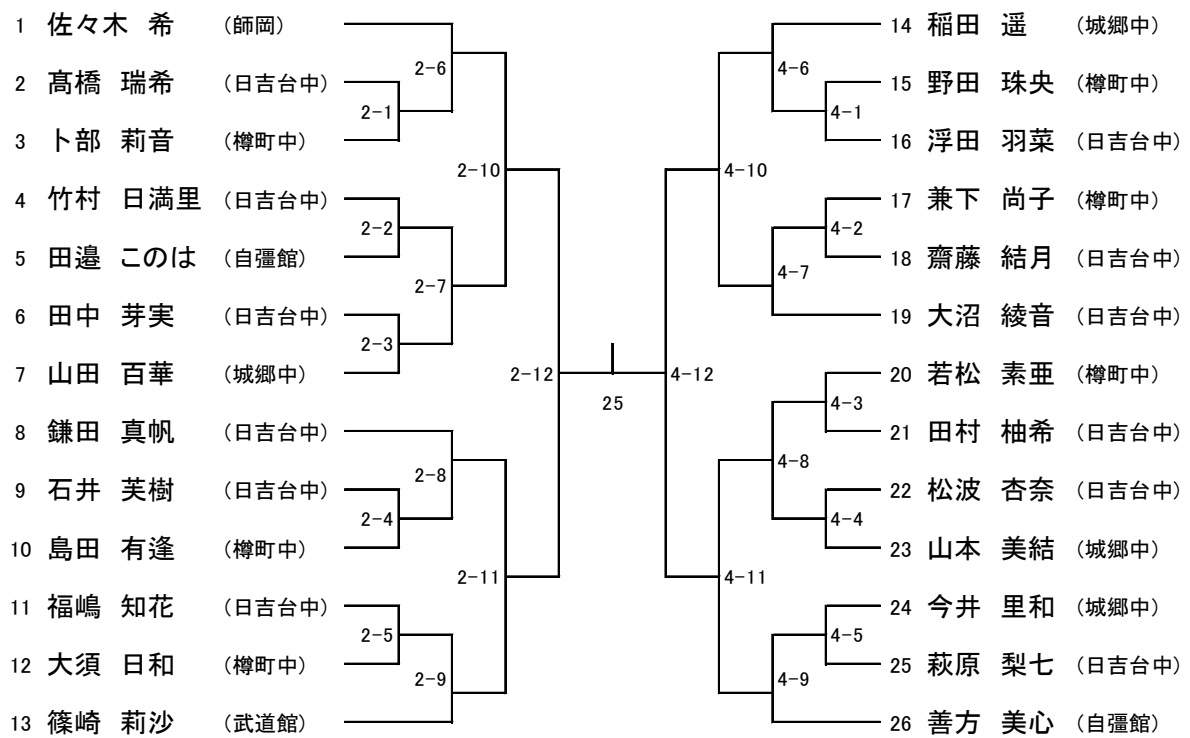 1 佐々木 希 (師岡)
2 髙橋 瑞希 (日吉台中)
3 卜部 莉音 (樽町中)
4 竹村 日満里 (日吉台中)
5 田邉 このは (自彊館)
6 田中 芽実 (日吉台中)
7 山田 百華 (城郷中)
8 鎌田 真帆 (日吉台中)
9 石井 芙樹 (日吉台中)
10 島田 有逢 (樽町中)
11 福嶋 知花 (日吉台中)
12 大須 日和 (樽町中)
13 篠崎 莉沙 (武道館)
2-6
2-1
2-10
2-2
2-7
2-3
2-12
2-8
2-4
2-11
2-5
2-9
25
4-6
4-1
4-10
4-2
4-7
4-12
4-3
4-8
4-4
4-11
4-5
4-9
14 稲田 遥 (城郷中)
15 野田 珠央 (樽町中)
16 浮田 羽菜 (日吉台中)
17 兼下 尚子 (樽町中)
18 齋藤 結月 (日吉台中)
19 大沼 綾音 (日吉台中)
20 若松 素亜 (樽町中)
21 田村 柚希 (日吉台中)
22 松波 杏奈 (日吉台中)
23 山本 美結 (城郷中)
24 今井 里和 (城郷中)
25 萩原 梨七 (日吉台中)
26 善方 美心 (自彊館)